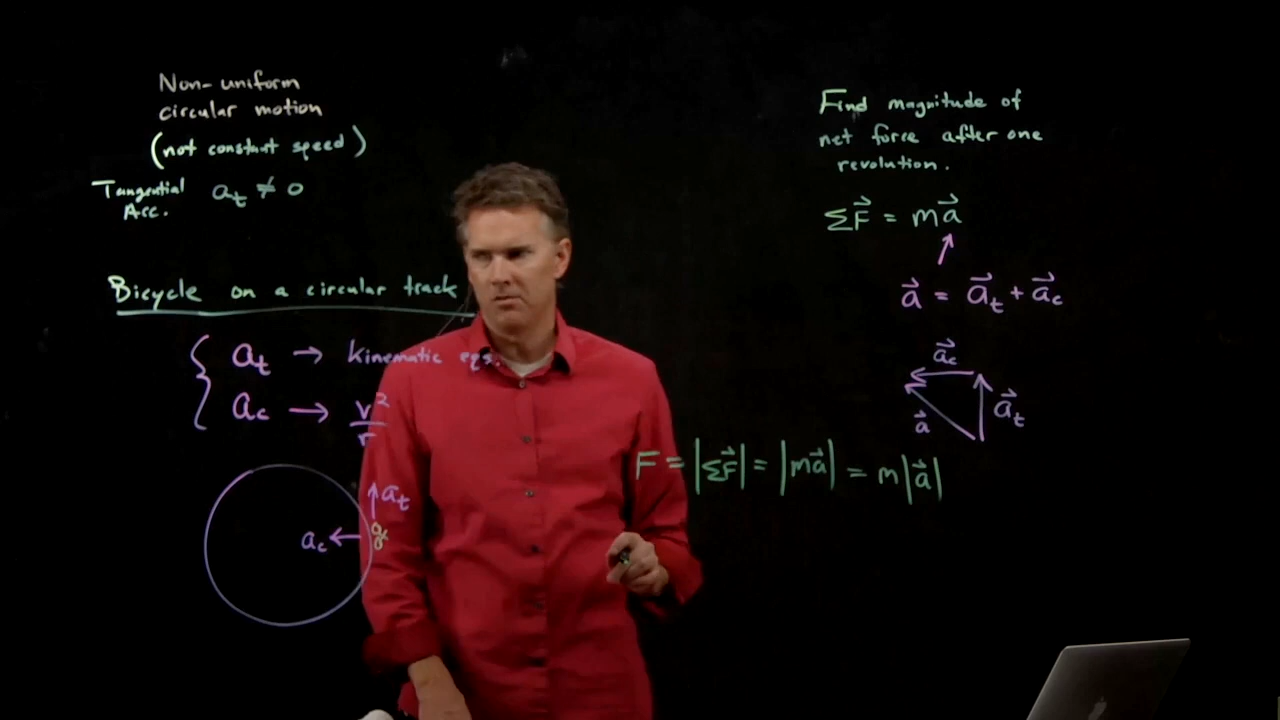 Non-uniform
circular motion
(not constant speed)
Tangential
Acc.
a_t ≠ 0
Bicycle on a circular track
{ a_t → kinematic eqs.
a_c → v²/r
a_t
a_c ←
Find magnitude of
net force after one
revolution.
ΣF⃗ = ma⃗
a⃗ = a⃗_t + a⃗_c
a⃗_c
a⃗
a⃗_t
F = |ΣF⃗| = |ma⃗| = m|a⃗|